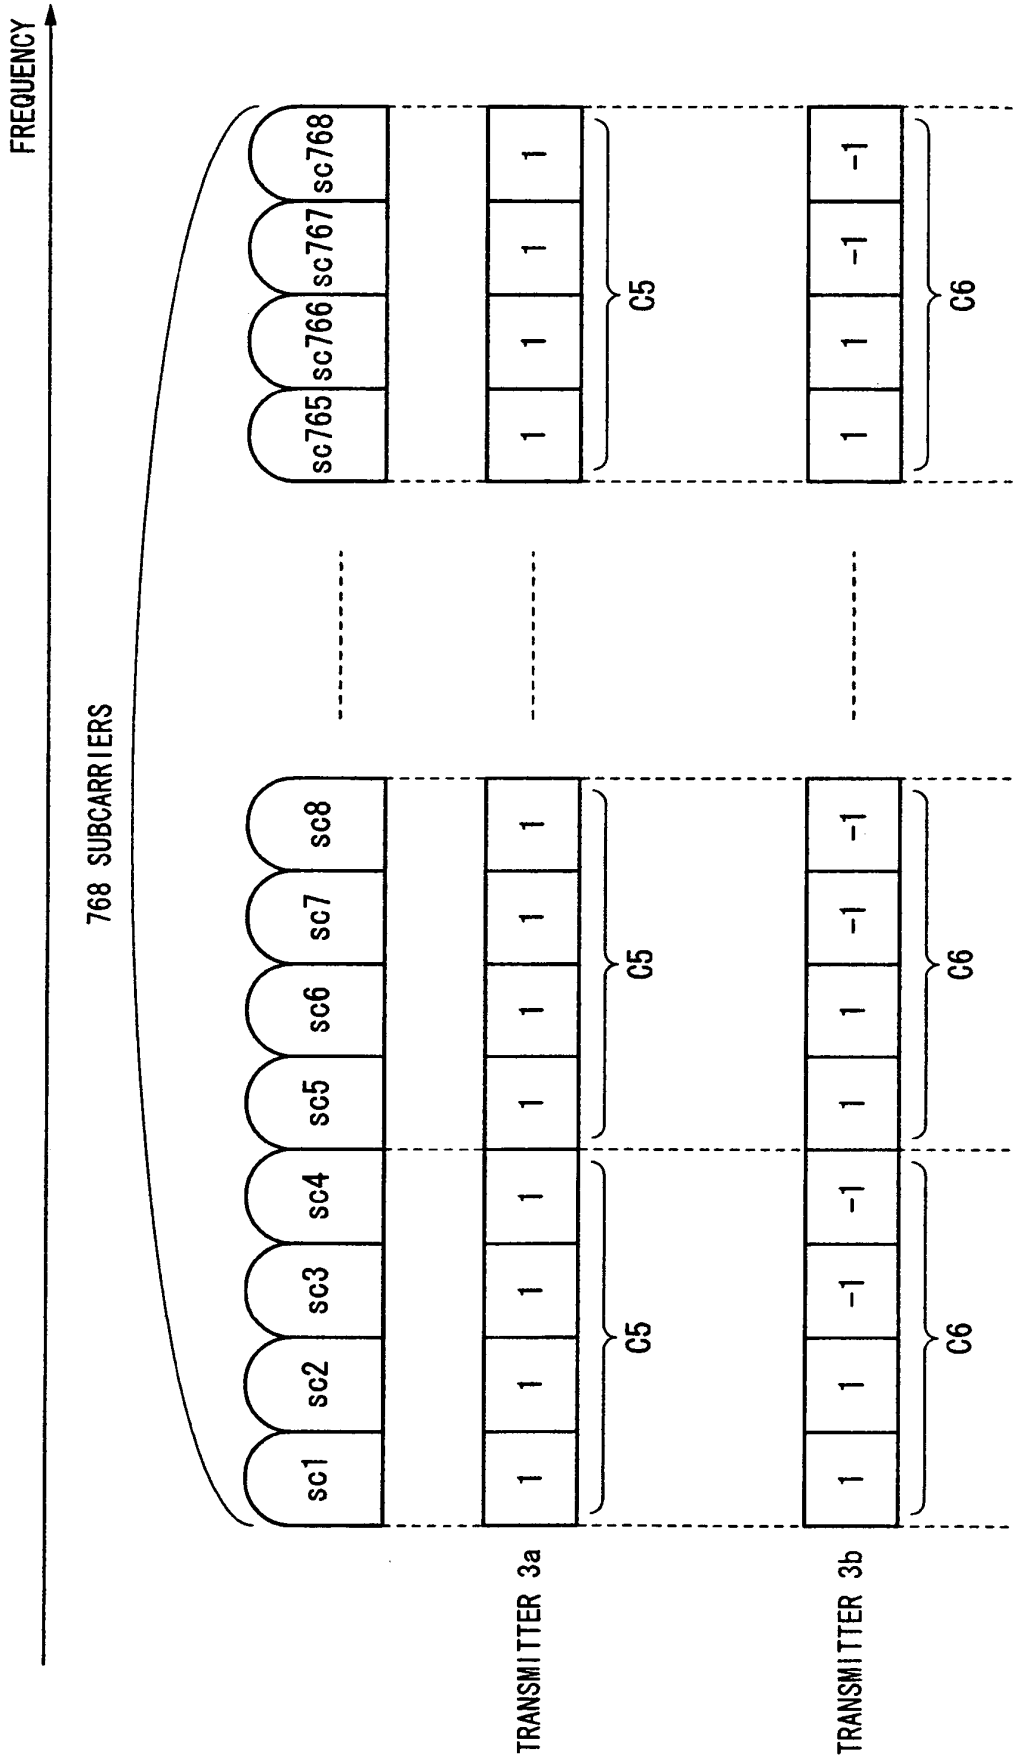 FREQUENCY
768 SUBCARRIERS
sc1 sc2 sc3 sc4 sc5 sc6 sc7 sc8 sc765 sc766 sc767 sc768
TRANSMITTER 3a 1 1 1 1 1 1 1 1 1 1 1 1
C5 C5 C5
TRANSMITTER 3b 1 1 -1 -1 1 1 -1 -1 1 1 -1 -1
C6 C6 C6